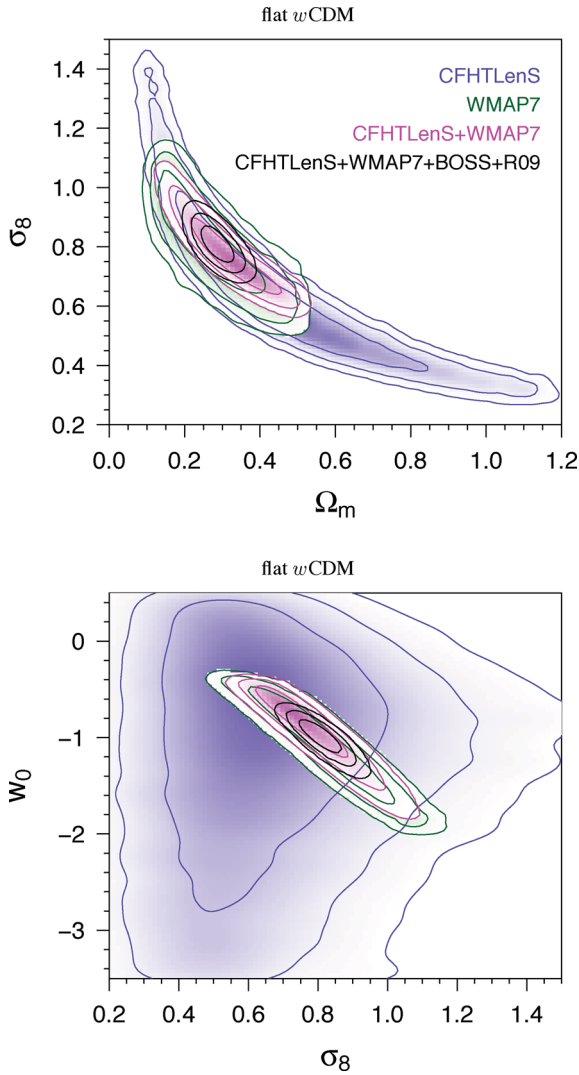 flat wCDM
CFHTLenS
WMAP7
CFHTLenS+WMAP7
CFHTLenS+WMAP7+BOSS+R09
1.4
1.2
1.0
0.8
0.6
0.4
0.2
σ8
0.0 0.2 0.4 0.6 0.8 1.0 1.2
Ωm
flat wCDM
0
−1
−2
−3
w0
0.2 0.4 0.6 0.8 1.0 1.2 1.4
σ8